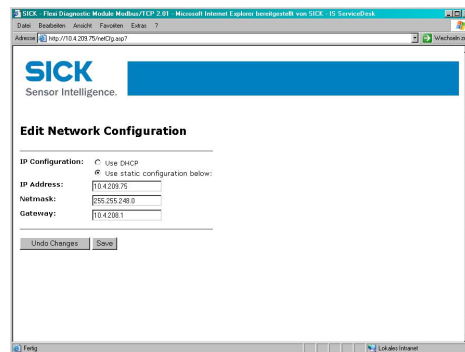 SICK - Flexi Diagnostic Module Modbus/TCP 2.01 - Microsoft Internet Explorer bereitgestellt von SICK - IS ServiceDesk
Datei Bearbeiten Ansicht Favoriten Extras ?
Adresse http://10.4.209.75/netCfg.asp? Wechseln zu
SICK
Sensor Intelligence.
Edit Network Configuration
IP Configuration: Use DHCP
Use static configuration below:
IP Address: 10.4.209.75
Netmask: 255.255.248.0
Gateway: 10.4.208.1
Undo Changes Save
Fertig Lokales Intranet